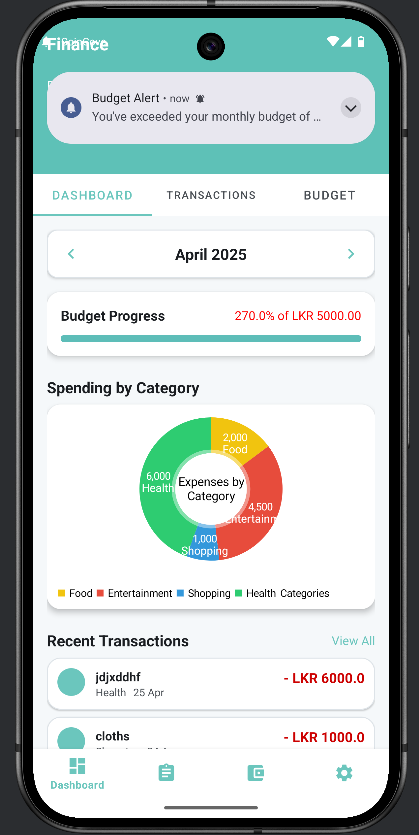 Finance
Budget Alert • now
You've exceeded your monthly budget of ...
DASHBOARD TRANSACTIONS BUDGET
April 2025
Budget Progress 270.0% of LKR 5000.00
Spending by Category
2,000
Food
6,000
Health
Expenses by
Category
4,500
Entertainm
1,000
Shopping
Food Entertainment Shopping Health Categories
Recent Transactions View All
jdjxddhf - LKR 6000.0
Health 25 Apr
cloths - LKR 1000.0
Dashboard